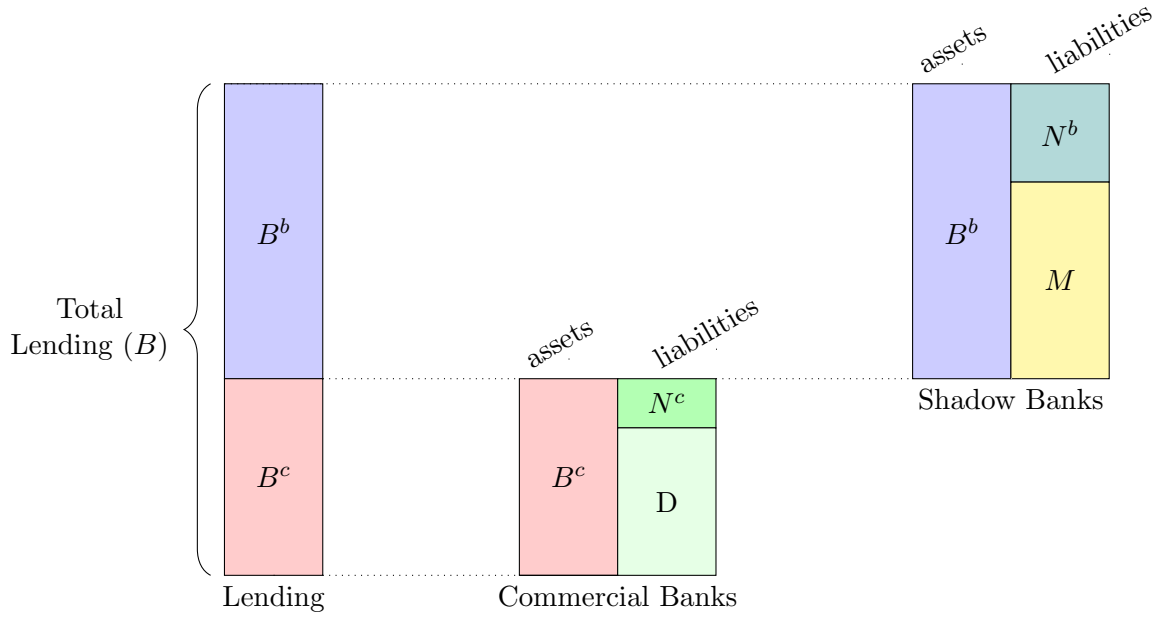 assets
liabilities
$B^b$
$N^b$
$B^b$
$M$
Total
Lending ($B$)
assets
liabilities
Shadow Banks
$N^c$
$B^c$
$B^c$
D
Lending
Commercial Banks